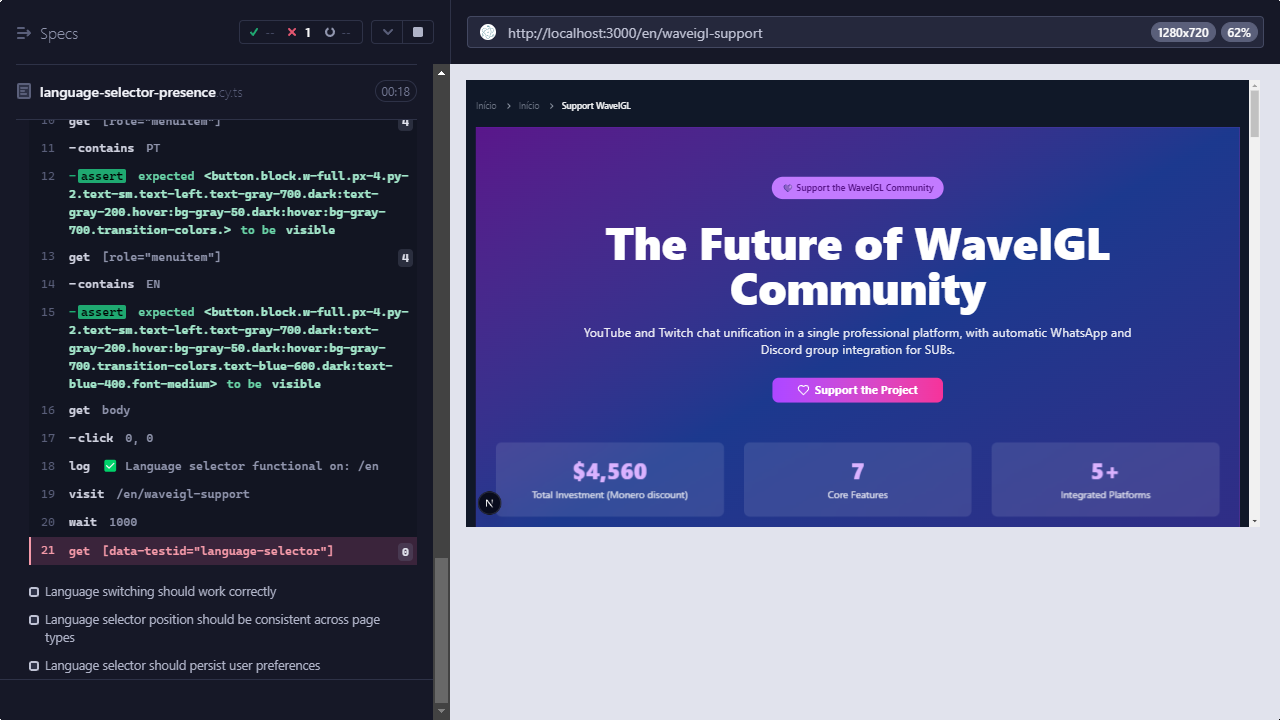 Specs
-- 1 --
language-selector-presence.cy.ts
00:18
10 get [role="menuitem"] 4
11 -contains PT
12 -assert expected <button.block.w-full.px-4.py-
2.text-sm.text-left.text-gray-700.dark:text-
gray-200.hover:bg-gray-50.dark:hover:bg-gray-
700.transition-colors.> to be visible
13 get [role="menuitem"] 4
14 -contains EN
15 -assert expected <button.block.w-full.px-4.py-
2.text-sm.text-left.text-gray-700.dark:text-
gray-200.hover:bg-gray-50.dark:hover:bg-gray-
700.transition-colors.text-blue-600.dark:text-
blue-400.font-medium> to be visible
16 get body
17 -click 0, 0
18 log ✅ Language selector functional on: /en
19 visit /en/waveigl-support
20 wait 1000
21 get [data-testid="language-selector"] 0
Language switching should work correctly
Language selector position should be consistent across page
types
Language selector should persist user preferences
http://localhost:3000/en/waveigl-support
1280x720
62%
Início > Início > Support WaveIGL
Support the WaveIGL Community
The Future of WaveIGL
Community
YouTube and Twitch chat unification in a single professional platform, with automatic WhatsApp and
Discord group integration for SUBs.
Support the Project
$4,560
Total Investment (Monero discount)
7
Core Features
5+
Integrated Platforms
N